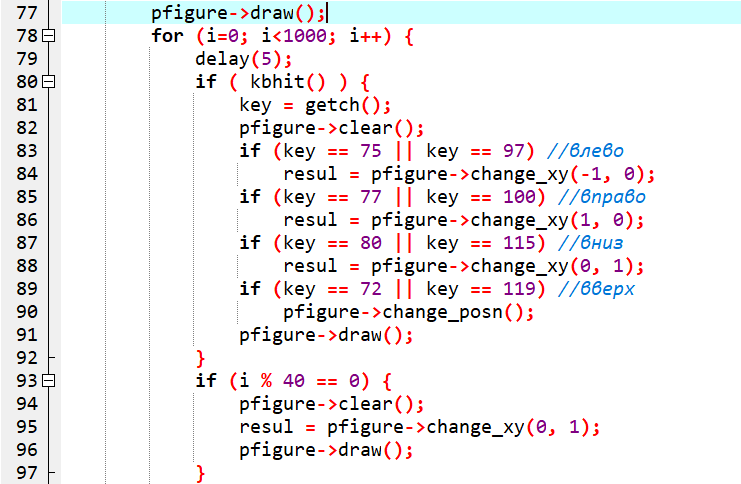 77 pfigure->draw();
78 for (i=0; i<1000; i++) {
79 delay(5);
80 if ( kbhit() ) {
81 key = getch();
82 pfigure->clear();
83 if (key == 75 || key == 97) //влево
84 resul = pfigure->change_xy(-1, 0);
85 if (key == 77 || key == 100) //вправо
86 resul = pfigure->change_xy(1, 0);
87 if (key == 80 || key == 115) //вниз
88 resul = pfigure->change_xy(0, 1);
89 if (key == 72 || key == 119) //вверх
90 pfigure->change_posn();
91 pfigure->draw();
92 }
93 if (i % 40 == 0) {
94 pfigure->clear();
95 resul = pfigure->change_xy(0, 1);
96 pfigure->draw();
97 }